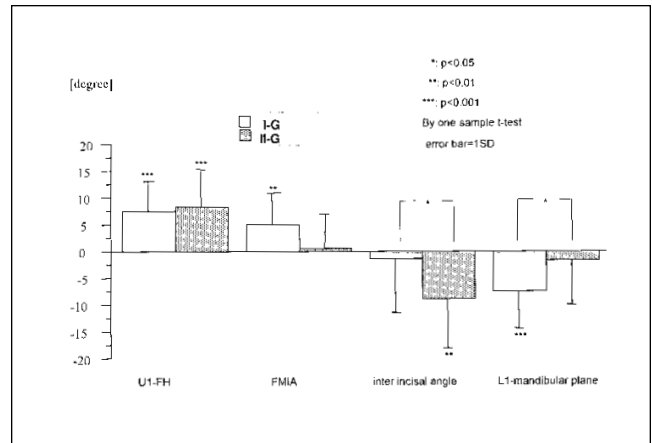 *: p<0.05
**: p<0.01
***: p<0.001
By one sample t-test
error bar=1SD
[degree]
I-G
II-G
20
15
10
5
0
-5
-10
-15
-20
***
***
**
*
*
**
***
U1-FH
FMIA
inter incisal angle
L1-mandibular plane